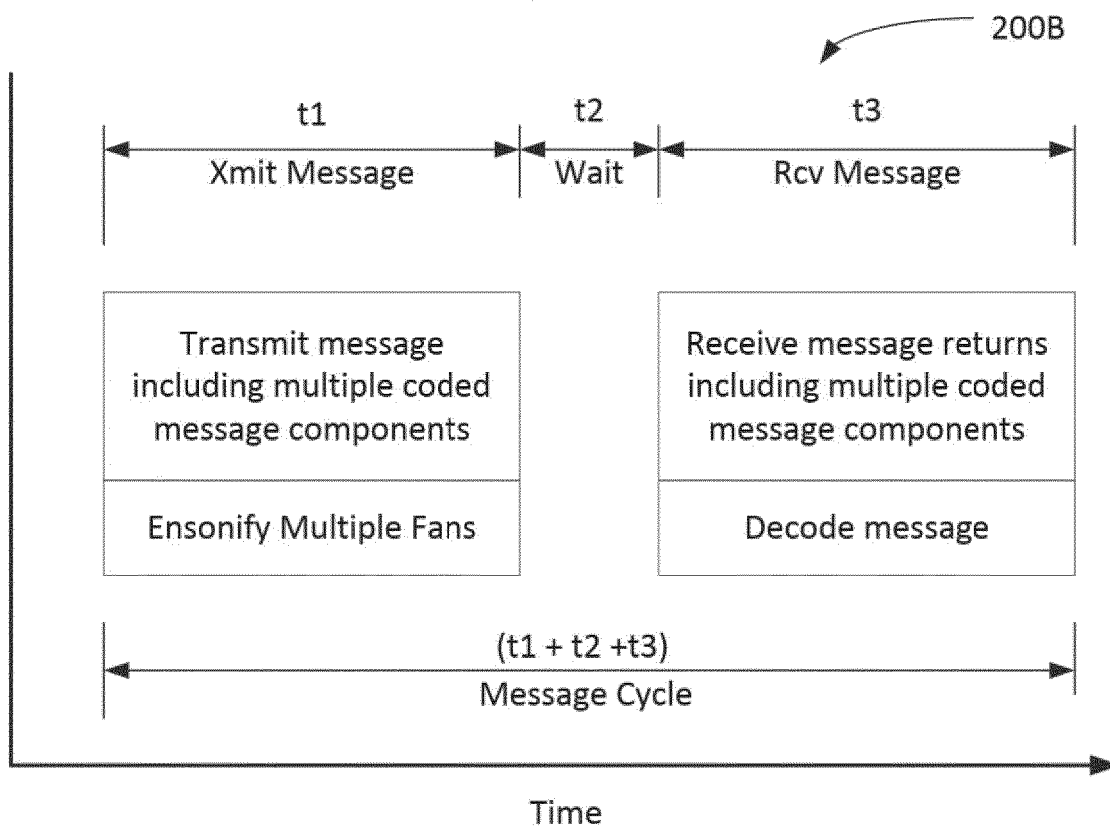 200B
t1
t2
t3
Xmit Message
Wait
Rcv Message
Transmit message
including multiple coded
message components
Receive message returns
including multiple coded
message components
Ensonify Multiple Fans
Decode message
(t1 + t2 +t3)
Message Cycle
Time